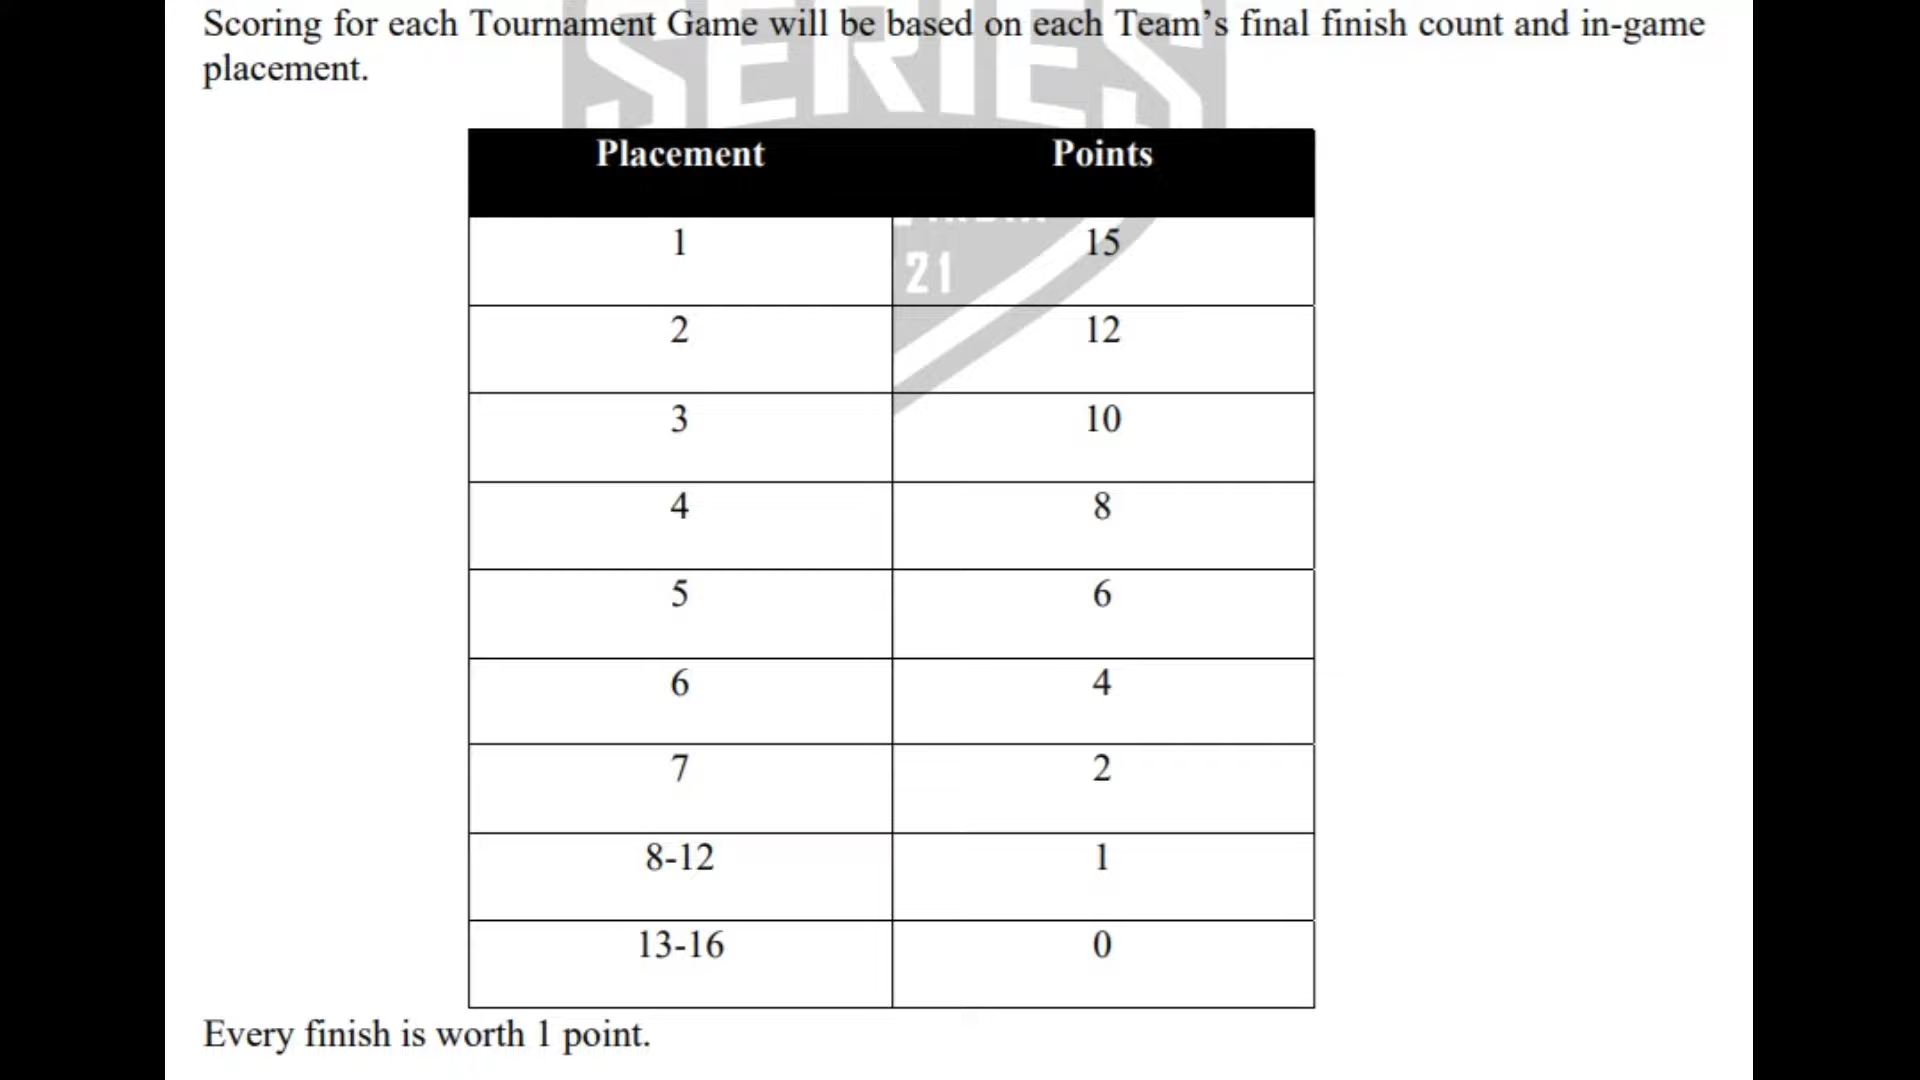 Scoring for each Tournament Game will be based on each Team's final finish count and in-game
placement.
SERIES
Placement Points
1 15
21
2 12
3 10
4 8
5 6
6 4
7 2
8-12 1
13-16 0
Every finish is worth 1 point.